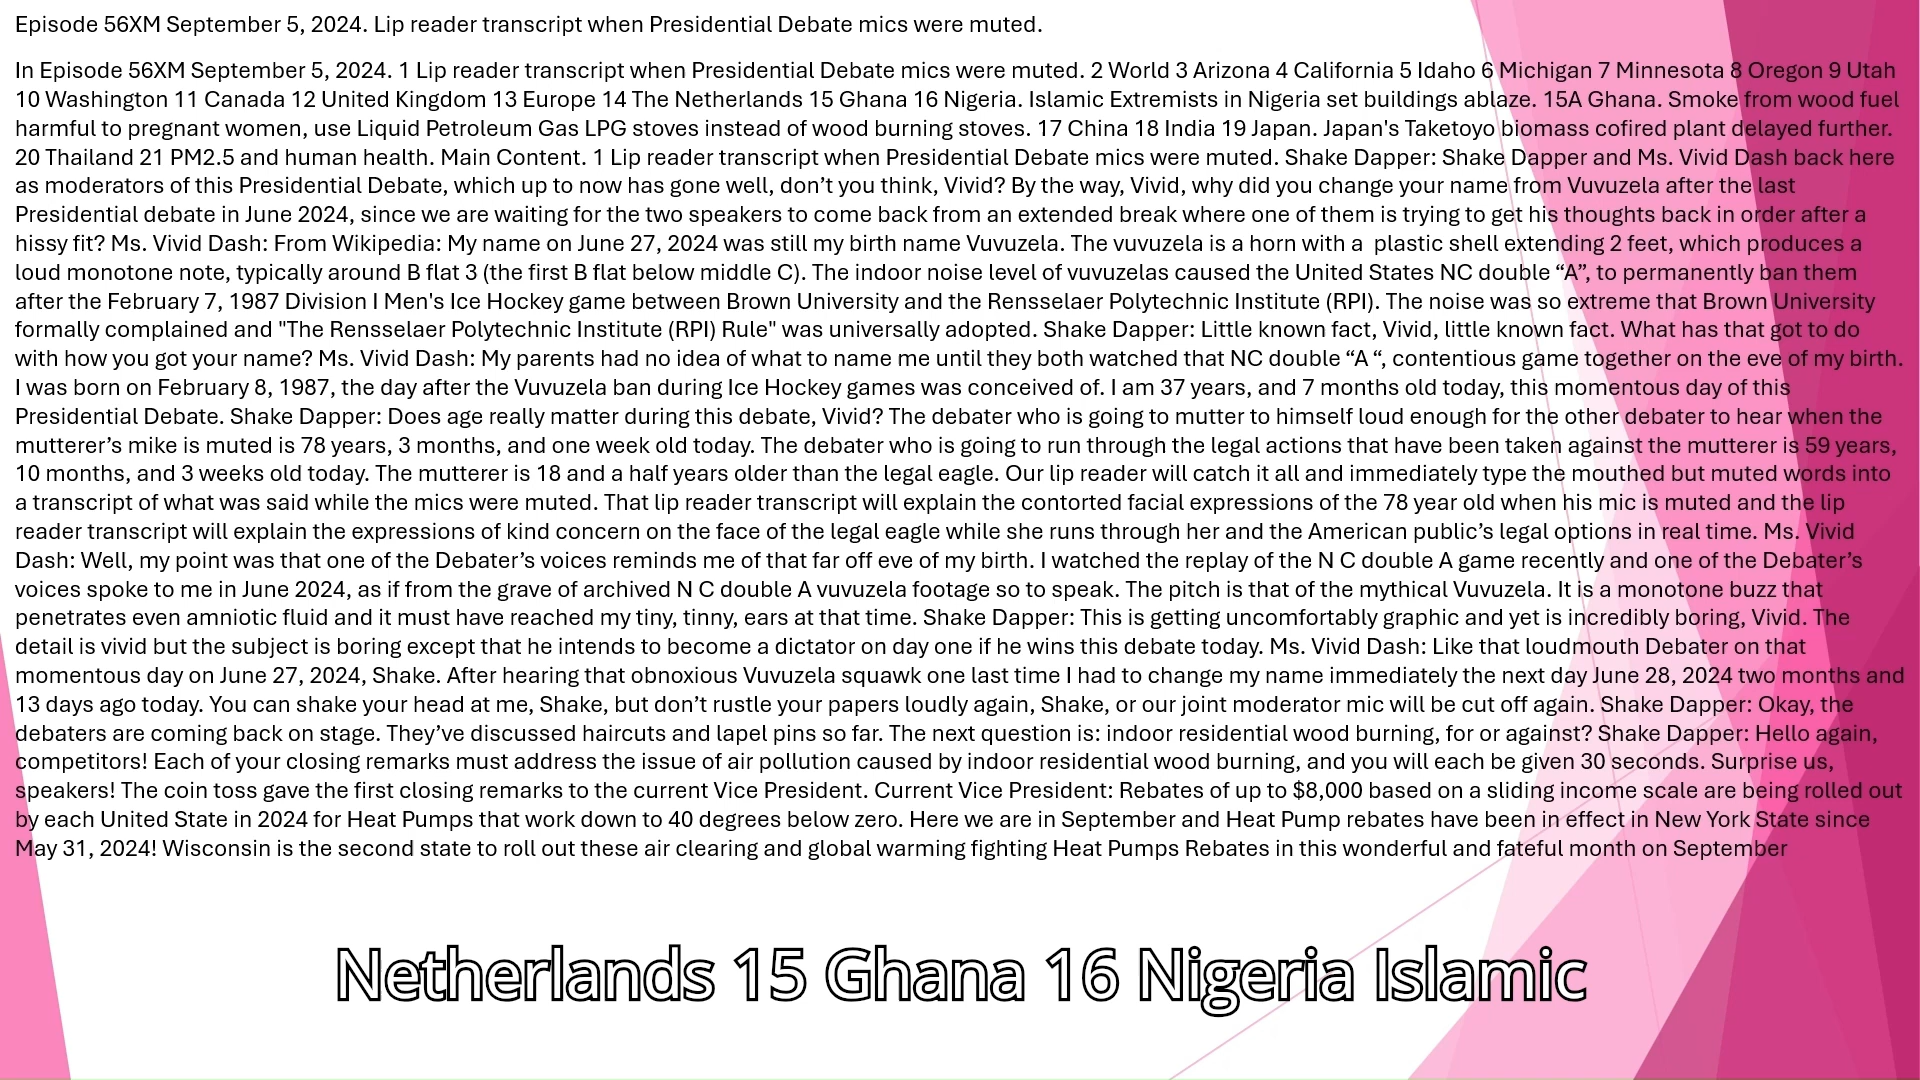 Episode 56XM September 5, 2024. Lip reader transcript when Presidential Debate mics were muted.
In Episode 56XM September 5, 2024. 1 Lip reader transcript when Presidential Debate mics were muted. 2 World 3 Arizona 4 California 5 Idaho 6 Michigan 7 Minnesota 8 Oregon 9 Utah
10 Washington 11 Canada 12 United Kingdom 13 Europe 14 The Netherlands 15 Ghana 16 Nigeria. Islamic Extremists in Nigeria set buildings ablaze. 15A Ghana. Smoke from wood fuel
harmful to pregnant women, use Liquid Petroleum Gas LPG stoves instead of wood burning stoves. 17 China 18 India 19 Japan. Japan's Taketoyo biomass cofired plant delayed further.
20 Thailand 21 PM2.5 and human health. Main Content. 1 Lip reader transcript when Presidential Debate mics were muted. Shake Dapper: Shake Dapper and Ms. Vivid Dash back here
as moderators of this Presidential Debate, which up to now has gone well, don’t you think, Vivid? By the way, Vivid, why did you change your name from Vuvuzela after the last
Presidential debate in June 2024, since we are waiting for the two speakers to come back from an extended break where one of them is trying to get his thoughts back in order after a
hissy fit? Ms. Vivid Dash: From Wikipedia: My name on June 27, 2024 was still my birth name Vuvuzela. The vuvuzela is a horn with a  plastic shell extending 2 feet, which produces a
loud monotone note, typically around B flat 3 (the first B flat below middle C). The indoor noise level of vuvuzelas caused the United States NC double “A”, to permanently ban them
after the February 7, 1987 Division I Men's Ice Hockey game between Brown University and the Rensselaer Polytechnic Institute (RPI). The noise was so extreme that Brown University
formally complained and "The Rensselaer Polytechnic Institute (RPI) Rule" was universally adopted. Shake Dapper: Little known fact, Vivid, little known fact. What has that got to do
with how you got your name? Ms. Vivid Dash: My parents had no idea of what to name me until they both watched that NC double “A “, contentious game together on the eve of my birth.
I was born on February 8, 1987, the day after the Vuvuzela ban during Ice Hockey games was conceived of. I am 37 years, and 7 months old today, this momentous day of this
Presidential Debate. Shake Dapper: Does age really matter during this debate, Vivid? The debater who is going to mutter to himself loud enough for the other debater to hear when the
mutterer’s mike is muted is 78 years, 3 months, and one week old today. The debater who is going to run through the legal actions that have been taken against the mutterer is 59 years,
10 months, and 3 weeks old today. The mutterer is 18 and a half years older than the legal eagle. Our lip reader will catch it all and immediately type the mouthed but muted words into
a transcript of what was said while the mics were muted. That lip reader transcript will explain the contorted facial expressions of the 78 year old when his mic is muted and the lip
reader transcript will explain the expressions of kind concern on the face of the legal eagle while she runs through her and the American public’s legal options in real time. Ms. Vivid
Dash: Well, my point was that one of the Debater’s voices reminds me of that far off eve of my birth. I watched the replay of the N C double A game recently and one of the Debater’s
voices spoke to me in June 2024, as if from the grave of archived N C double A vuvuzela footage so to speak. The pitch is that of the mythical Vuvuzela. It is a monotone buzz that
penetrates even amniotic fluid and it must have reached my tiny, tinny, ears at that time. Shake Dapper: This is getting uncomfortably graphic and yet is incredibly boring, Vivid. The
detail is vivid but the subject is boring except that he intends to become a dictator on day one if he wins this debate today. Ms. Vivid Dash: Like that loudmouth Debater on that
momentous day on June 27, 2024, Shake. After hearing that obnoxious Vuvuzela squawk one last time I had to change my name immediately the next day June 28, 2024 two months and
13 days ago today. You can shake your head at me, Shake, but don’t rustle your papers loudly again, Shake, or our joint moderator mic will be cut off again. Shake Dapper: Okay, the
debaters are coming back on stage. They’ve discussed haircuts and lapel pins so far. The next question is: indoor residential wood burning, for or against? Shake Dapper: Hello again,
competitors! Each of your closing remarks must address the issue of air pollution caused by indoor residential wood burning, and you will each be given 30 seconds. Surprise us,
speakers! The coin toss gave the first closing remarks to the current Vice President. Current Vice President: Rebates of up to $8,000 based on a sliding income scale are being rolled out
by each United State in 2024 for Heat Pumps that work down to 40 degrees below zero. Here we are in September and Heat Pump rebates have been in effect in New York State since
May 31, 2024! Wisconsin is the second state to roll out these air clearing and global warming fighting Heat Pumps Rebates in this wonderful and fateful month on September
Netherlands 15 Ghana 16 Nigeria Islamic